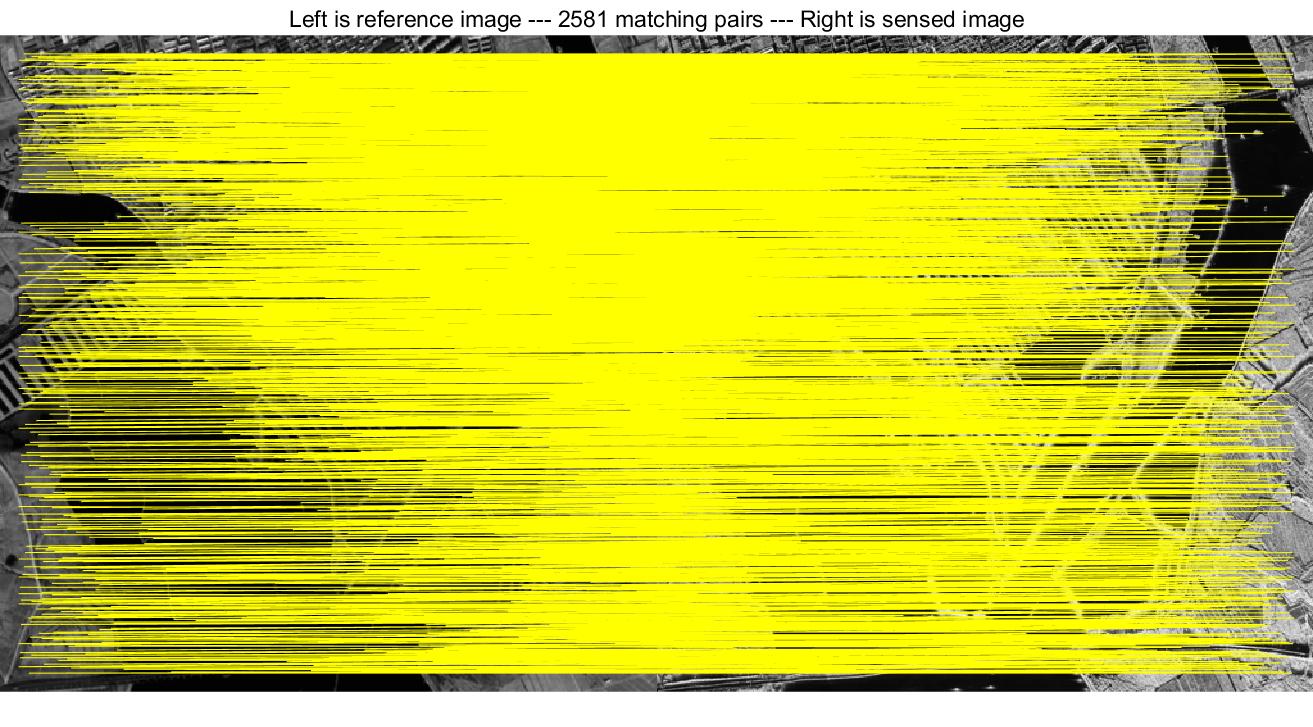 Left is reference image --- 2581 matching pairs --- Right is sensed image